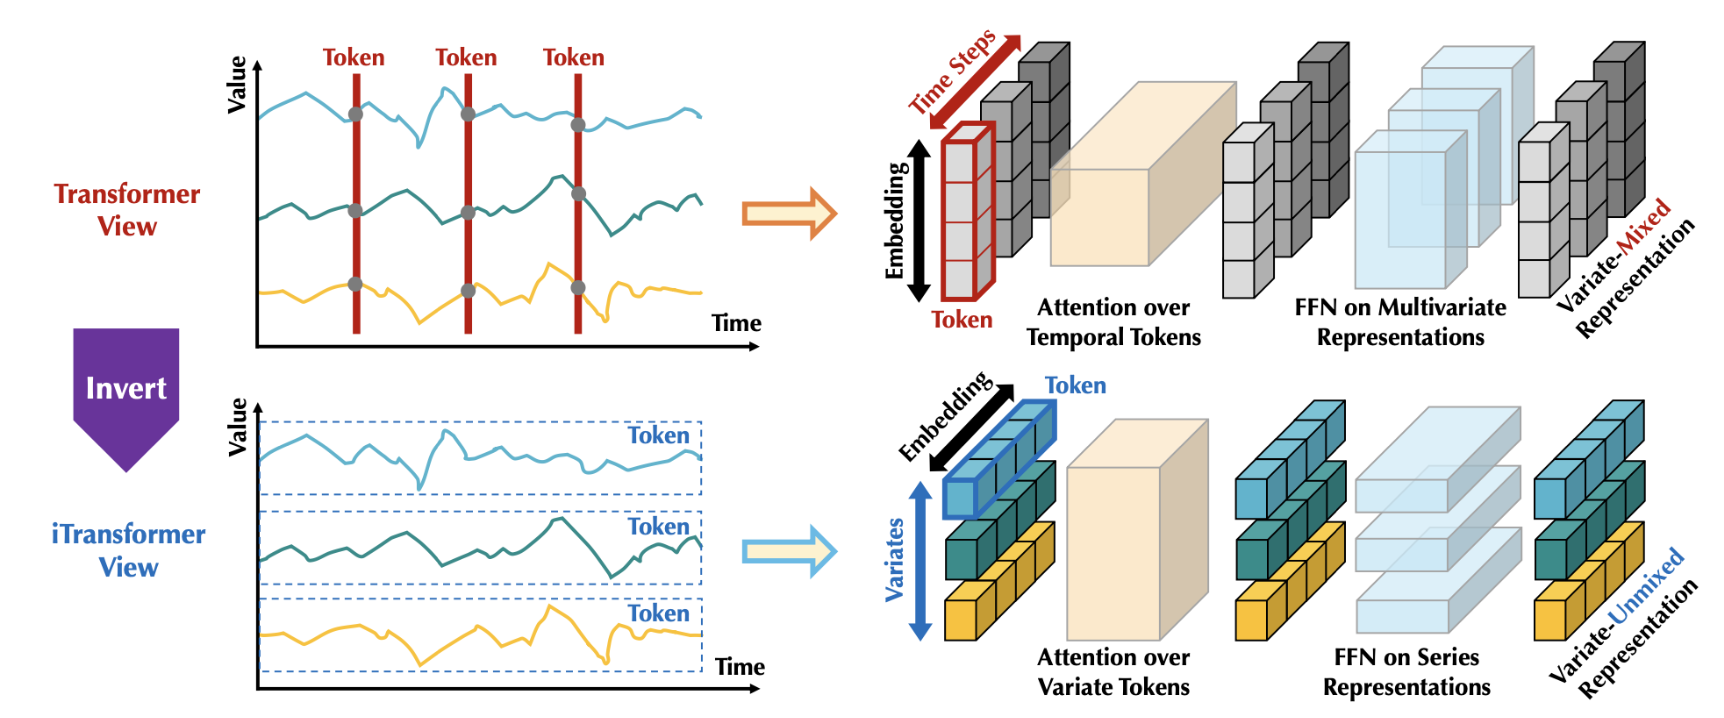 Value
Token Token Token
Transformer
View
Time
Time Steps
Embedding
Token
Attention over
Temporal Tokens
FFN on Multivariate
Representations
Variate-Mixed
Representation
Invert
Value
Token
Token
Token
iTransformer
View
Time
Embedding
Token
Variates
Attention over
Variate Tokens
FFN on Series
Representations
Variate-Unmixed
Representation